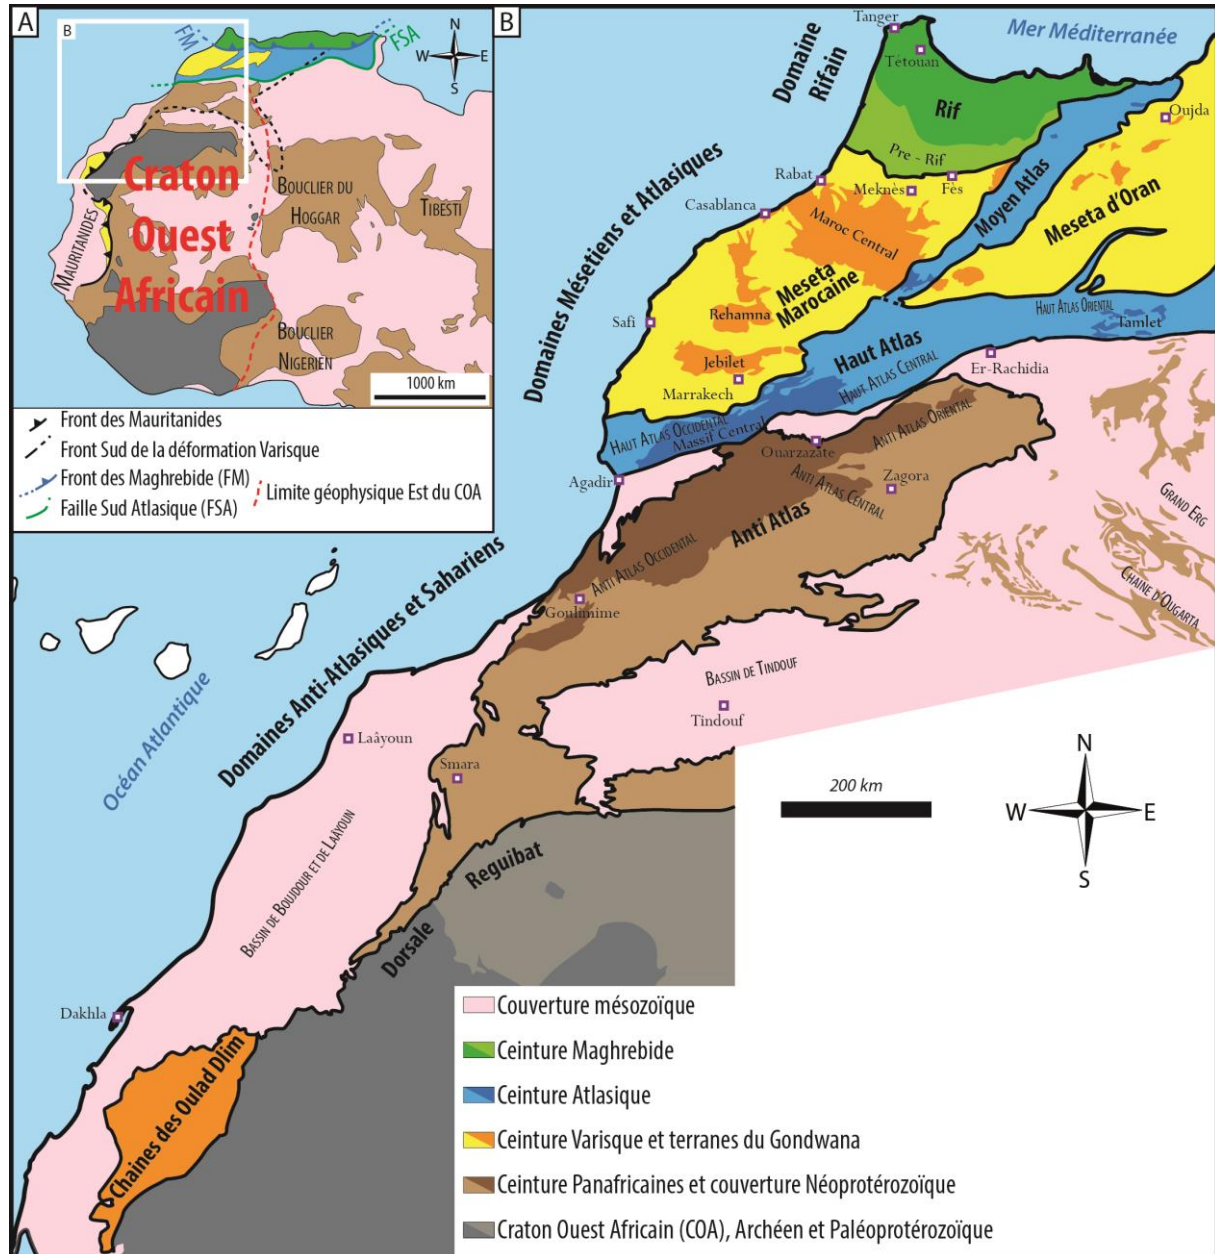 A
B
FM
FSA
N
W
E
S
Craton
Ouest
Africain
Mauritanides
Bouclier du
Hoggar
Tibesti
Bouclier
Nigerien
1000 km
Front des Mauritanides
Front Sud de la déformation Varisque
Front des Maghrebide (FM)
Faille Sud Atlasique (FSA)
Limite géophysique Est du COA
B
Tanger
Mer Méditerranée
Tétouan
Domaine
Rifain
Rif
Oujda
Pre - Rif
Rabat
Meknès
Fès
Casablanca
Moyen Atlas
Meseta d'Oran
Maroc Central
Domaines Mésetiens et Atlasiques
Meseta
Marocaine
Safi
Rehamna
Haut Atlas Oriental
Tamlet
Haut Atlas
Jebilet
Marrakech
Haut Atlas Central
Er-Rachidia
Haut Atlas Occidental
Massif Central
Anti Atlas Oriental
Ouarzazate
Agadir
Anti Atlas Central
Zagora
Grand Erg
Anti Atlas
Anti Atlas Occidental
Chaine d'Ougarta
Goulmime
Domaines Anti-Atlasiques et Sahariens
Bassin de Tindouf
Tindouf
Océan Atlantique
Laâyoun
Smara
N
W
E
S
200 km
Bassin de Boujdour et de Laâyoun
Dorsale
Reguibat
Dakhla
Chaines des Oulad Dlim
Couverture mésozoïque
Ceinture Maghrebide
Ceinture Atlasique
Ceinture Varisque et terranes du Gondwana
Ceinture Panafricaines et couverture Néoprotérozoïque
Craton Ouest Africain (COA), Archéen et Paléoprotérozoïque